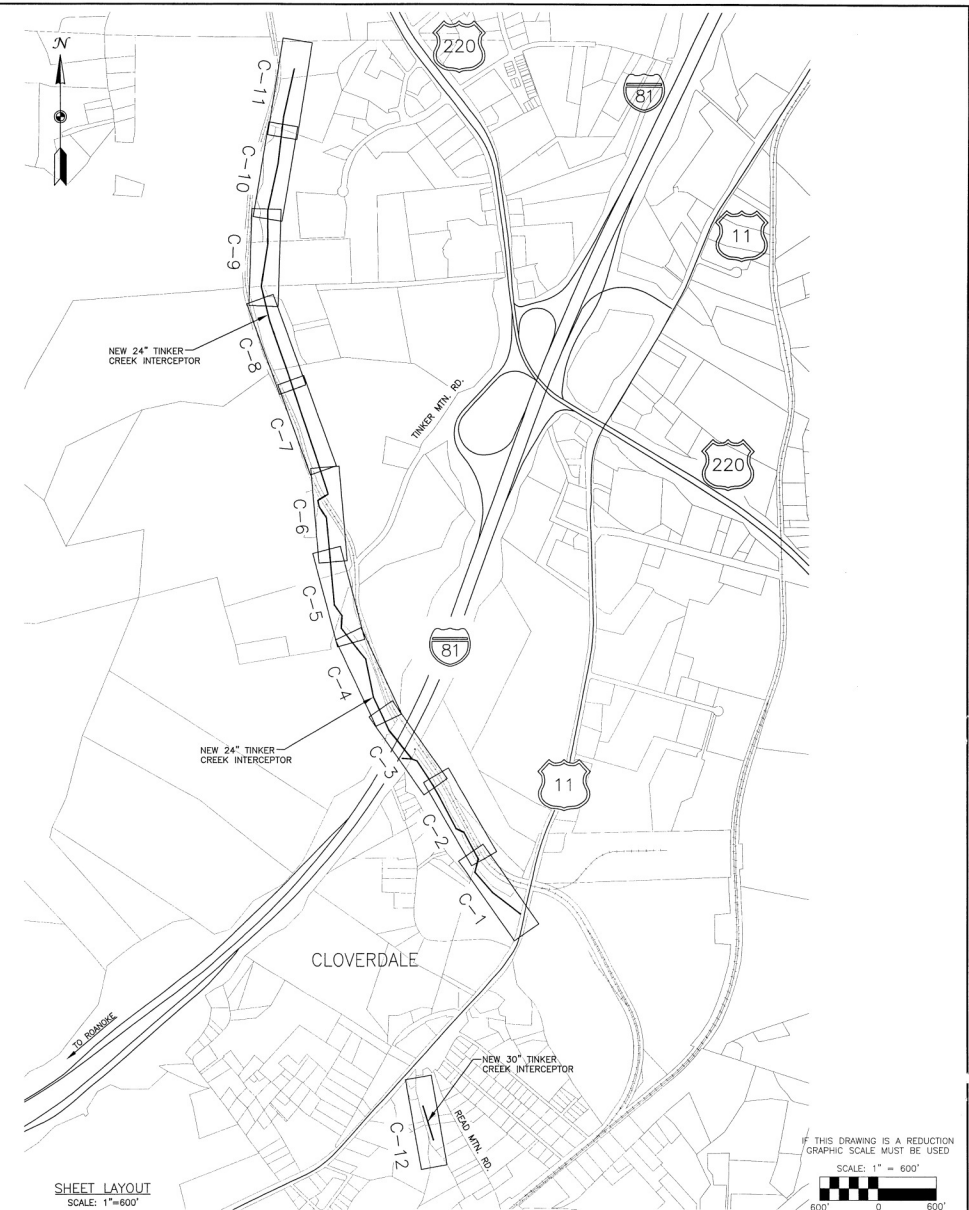 N
220
81
C-11
C-10
11
C-9
NEW 24" TINKER
CREEK INTERCEPTOR
C-8
TINKER MTN. RD.
C-7
220
C-6
C-5
81
C-4
NEW 24" TINKER
CREEK INTERCEPTOR
C-3
11
C-2
C-1
CLOVERDALE
TO ROANOKE
NEW 30" TINKER
CREEK INTERCEPTOR
READ MTN. RD.
C-12
IF THIS DRAWING IS A REDUCTION
GRAPHIC SCALE MUST BE USED
SCALE: 1" = 600'
600' 0 600'
SHEET LAYOUT
SCALE: 1"=600'